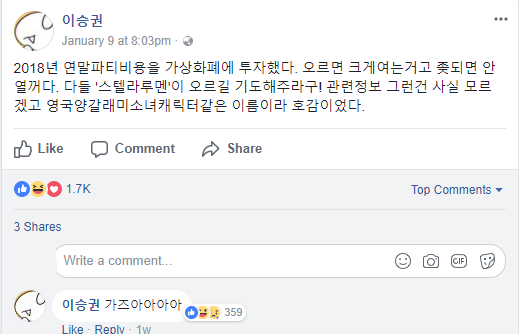 이승권
January 9 at 8:03pm ·
2018년 연말파티비용을 가상화폐에 투자했다. 오르면 크게여는거고 좆되면 안
열꺼다. 다들 '스텔라루멘'이 오르길 기도해주라구! 관련정보 그런건 사실 모르
겠고 영국양갈래미소녀캐릭터같은 이름이라 호감이었다.
Like Comment Share
1.7K Top Comments
3 Shares
Write a comment...
GIF
이승권 가즈아아아아 359
Like · Reply · 1w